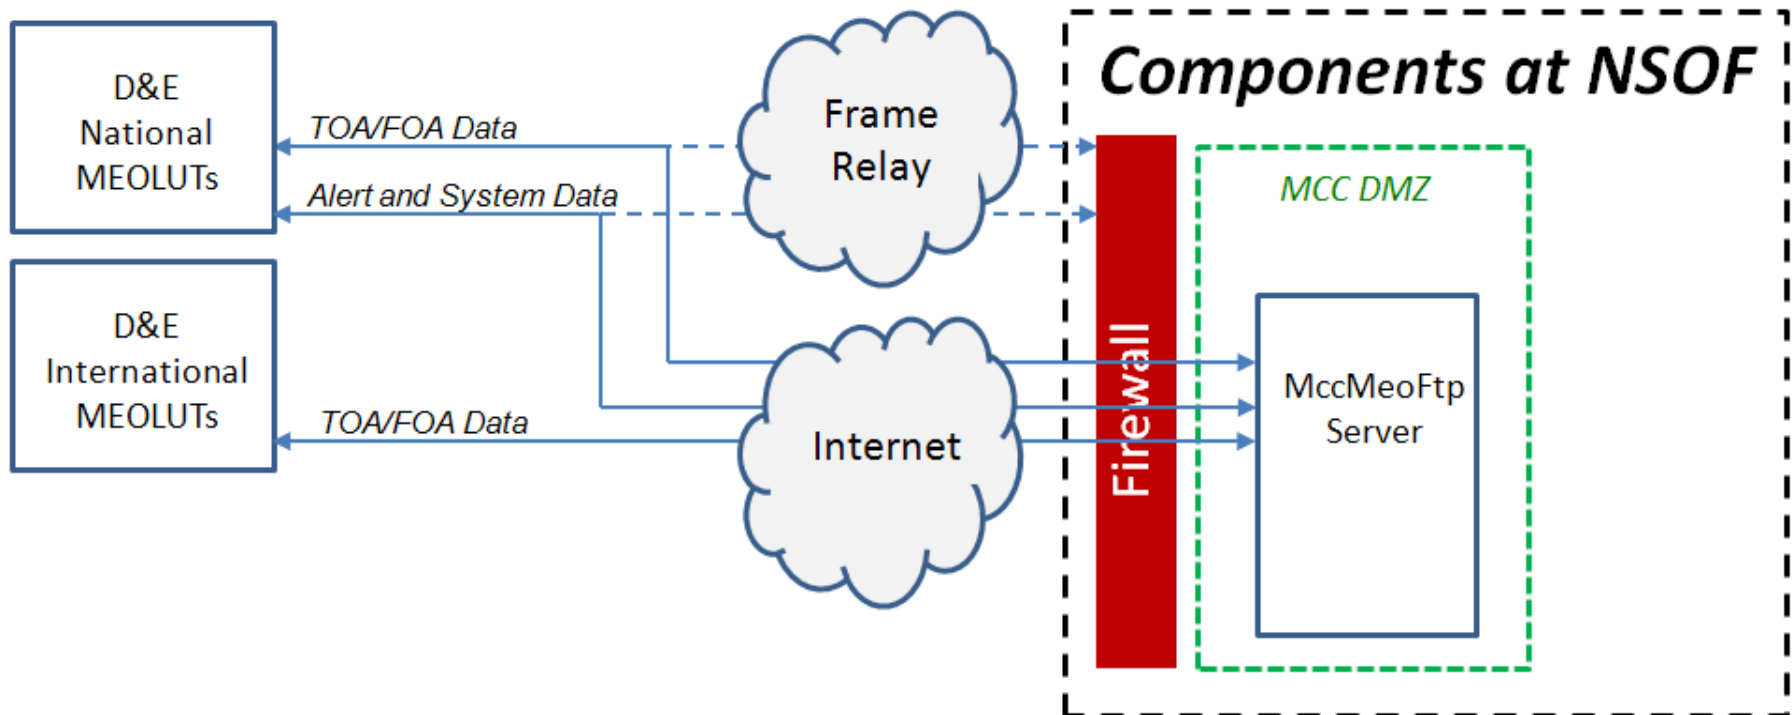 Components at NSOF
D&E
National
MEOLUTs
TOA/FOA Data
Alert and System Data
Frame
Relay
MCC DMZ
D&E
International
MEOLUTs
TOA/FOA Data
Internet
Firewall
MccMeoFtp
Server